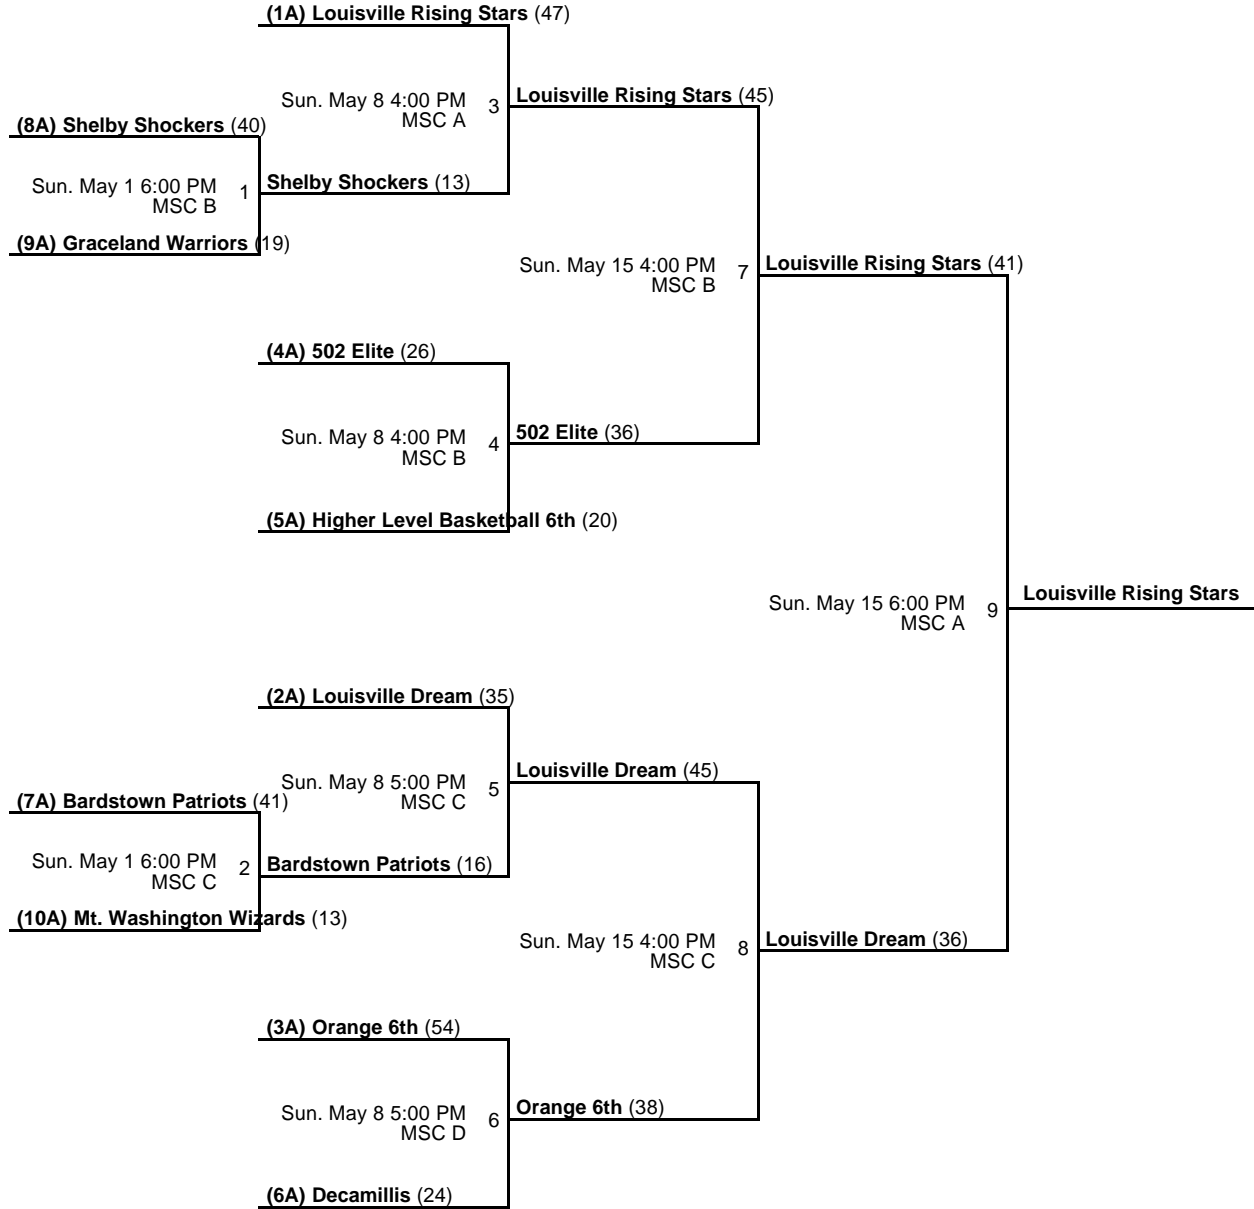 (1A) Louisville Rising Stars (47)
Sun. May 8 4:00 PM
MSC A
3
Louisville Rising Stars (45)
(8A) Shelby Shockers (40)
Sun. May 1 6:00 PM
MSC B
1
Shelby Shockers (13)
(9A) Graceland Warriors (19)
Sun. May 15 4:00 PM
MSC B
7
Louisville Rising Stars (41)
(4A) 502 Elite (26)
Sun. May 8 4:00 PM
MSC B
4
502 Elite (36)
(5A) Higher Level Basketball 6th (20)
Sun. May 15 6:00 PM
MSC A
9
Louisville Rising Stars
(2A) Louisville Dream (35)
Sun. May 8 5:00 PM
MSC C
5
Louisville Dream (45)
(7A) Bardstown Patriots (41)
Sun. May 1 6:00 PM
MSC C
2
Bardstown Patriots (16)
(10A) Mt. Washington Wizards (13)
Sun. May 15 4:00 PM
MSC C
8
Louisville Dream (36)
(3A) Orange 6th (54)
Sun. May 8 5:00 PM
MSC D
6
Orange 6th (38)
(6A) Decamillis (24)